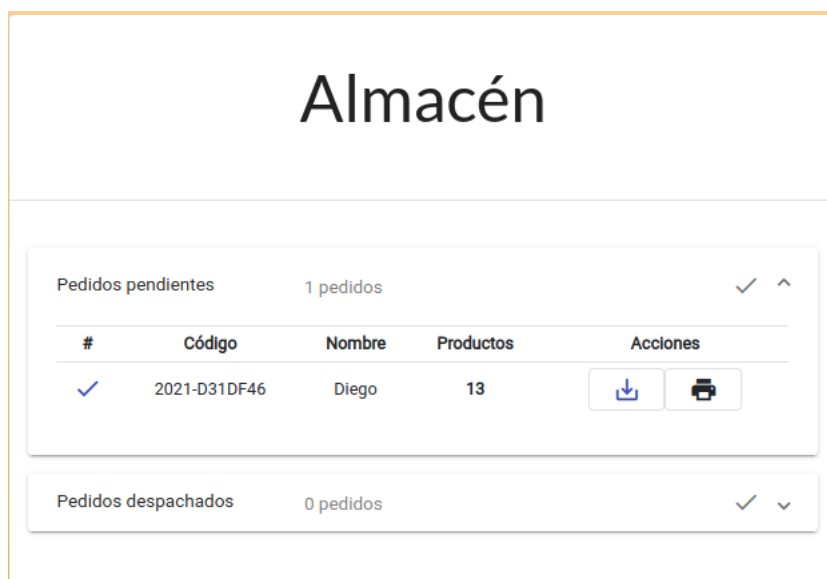 Almacén
Pedidos pendientes 1 pedidos
# Código Nombre Productos Acciones
2021-D31DF46 Diego 13
Pedidos despachados 0 pedidos